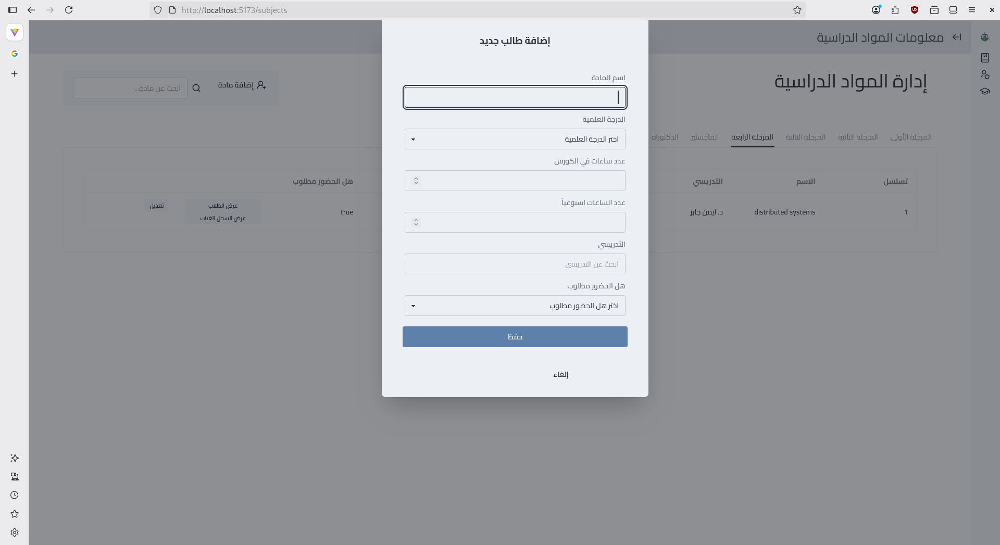 http://localhost:5173/subjects
معلومات المواد الدراسية
إدارة المواد الدراسية
إضافة مادة
ابحث عن مادة...
المرحلة الأولى
المرحلة الثانية
المرحلة الثالثة
المرحلة الرابعة
الماجستير
الدكتوراه
تسلسل
الاسم
التدريسي
هل الحضور مطلوب
1
distributed systems
د. ايمن جابر
true
عرض الطلاب
عرض السجل الغياب
تعديل
إضافة طالب جديد
اسم المادة
الدرجة العلمية
اختر الدرجة العلمية
عدد ساعات في الكورس
عدد الساعات اسبوعياً
التدريسي
ابحث عن التدريسي
هل الحضور مطلوب
اختر هل الحضور مطلوب
حفظ
إلغاء